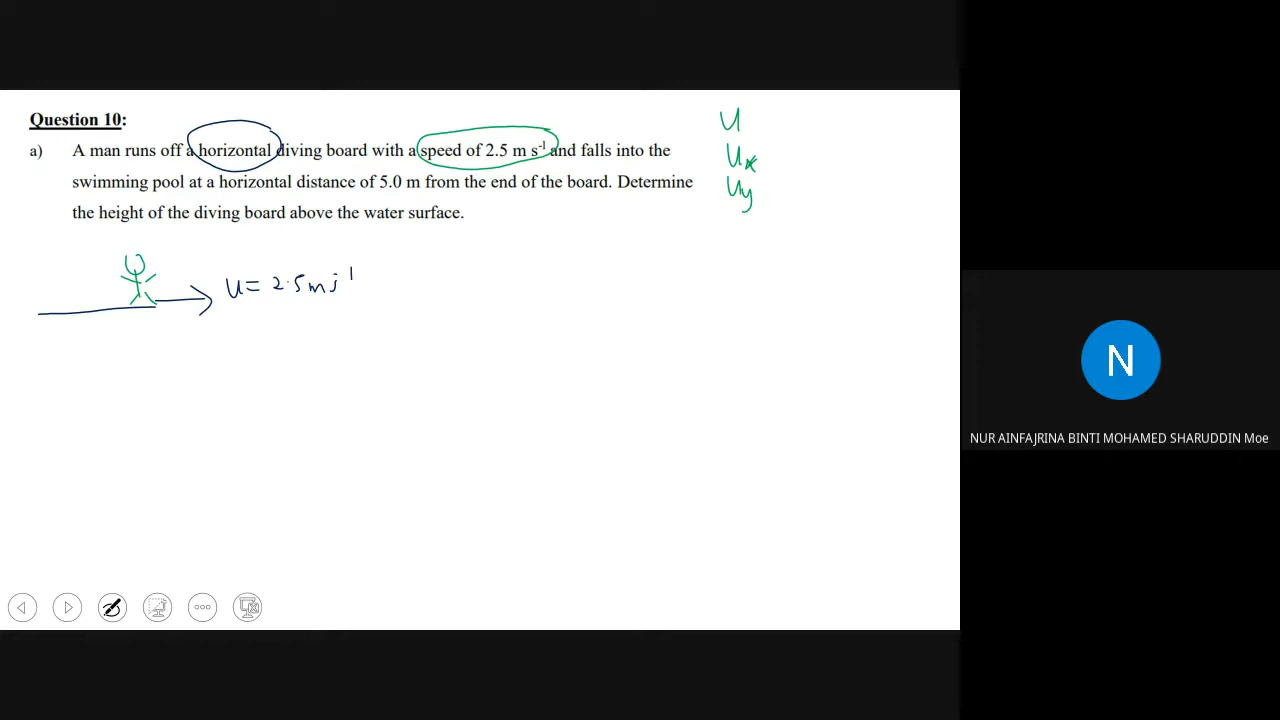 Question 10:
a) A man runs off a horizontal diving board with a speed of 2.5 m s⁻¹ and falls into the
swimming pool at a horizontal distance of 5.0 m from the end of the board. Determine
the height of the diving board above the water surface.
u
ux
uy
u = 2.5 m s⁻¹
N
NUR AINFAJRINA BINTI MOHAMED SHARUDDIN Moe